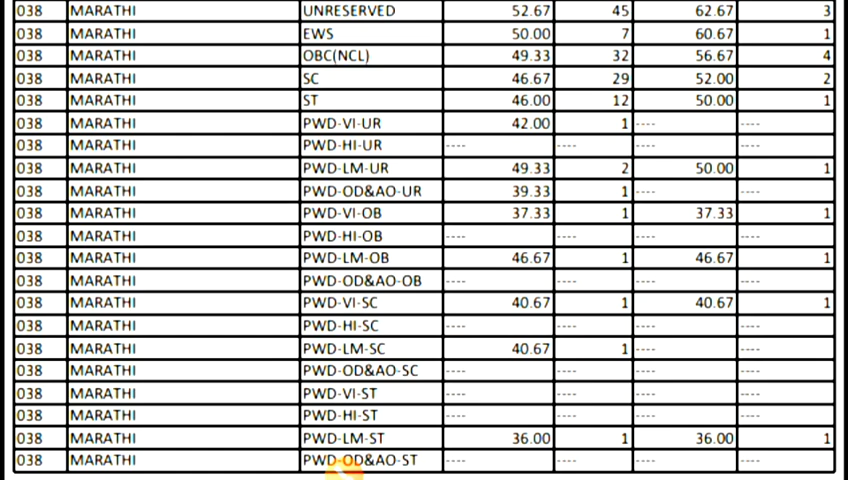 038 MARATHI UNRESERVED 52.67 45 62.67 3
038 MARATHI EWS 50.00 7 60.67 1
038 MARATHI OBC(NCL) 49.33 32 56.67 4
038 MARATHI SC 46.67 29 52.00 2
038 MARATHI ST 46.00 12 50.00 1
038 MARATHI PWD-VI-UR 42.00 1 ---- ----
038 MARATHI PWD-HI-UR ---- ---- ---- ----
038 MARATHI PWD-LM-UR 49.33 2 50.00 1
038 MARATHI PWD-OD&AO-UR 39.33 1 ---- ----
038 MARATHI PWD-VI-OB 37.33 1 37.33 1
038 MARATHI PWD-HI-OB ---- ---- ---- ----
038 MARATHI PWD-LM-OB 46.67 1 46.67 1
038 MARATHI PWD-OD&AO-OB ---- ---- ---- ----
038 MARATHI PWD-VI-SC 40.67 1 40.67 1
038 MARATHI PWD-HI-SC ---- ---- ---- ----
038 MARATHI PWD-LM-SC 40.67 1 ---- ----
038 MARATHI PWD-OD&AO-SC ---- ---- ---- ----
038 MARATHI PWD-VI-ST ---- ---- ---- ----
038 MARATHI PWD-HI-ST ---- ---- ---- ----
038 MARATHI PWD-LM-ST 36.00 1 36.00 1
038 MARATHI PWD-OD&AO-ST ---- ---- ---- ----